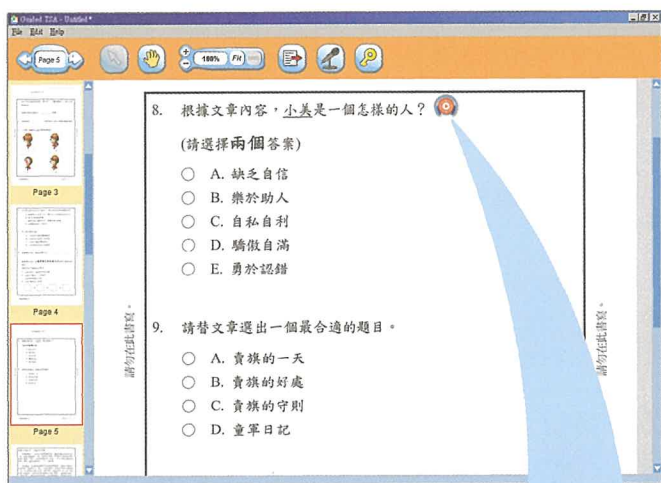 Guided TSA - Untitled *
File Edit Help
Page 5
100%
Fit
Page 3
Page 4
Page 5
8. 根據文章內容，小美是一個怎樣的人？
(請選擇兩個答案)
A. 缺乏自信
B. 樂於助人
C. 自私自利
D. 驕傲自滿
E. 勇於認錯
9. 請替文章選出一個最合適的題目。
A. 賣旗的一天
B. 賣旗的好處
C. 賣旗的守則
D. 童軍日記
請勿在此書寫。
請勿在此書寫。